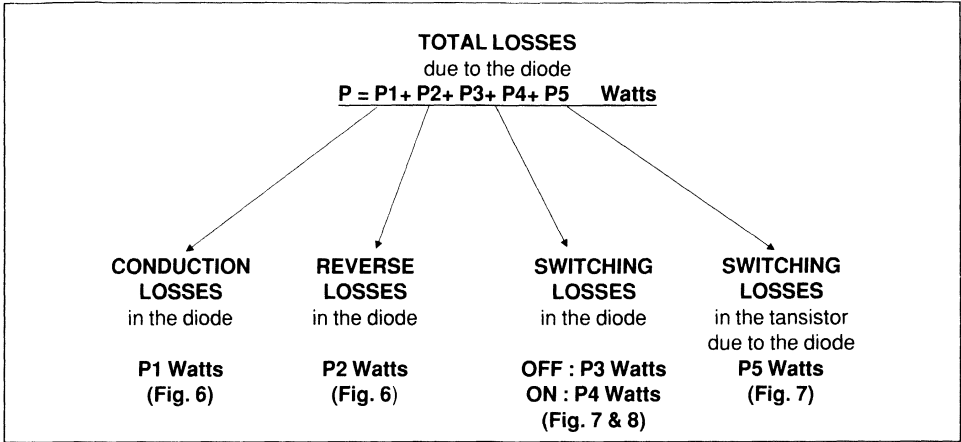 TOTAL LOSSES
due to the diode
P = P1+ P2+ P3+ P4+ P5 Watts
CONDUCTION
LOSSES
in the diode
P1 Watts
(Fig. 6)
REVERSE
LOSSES
in the diode
P2 Watts
(Fig. 6)
SWITCHING
LOSSES
in the diode
OFF : P3 Watts
ON : P4 Watts
(Fig. 7 & 8)
SWITCHING
LOSSES
in the tansistor
due to the diode
P5 Watts
(Fig. 7)